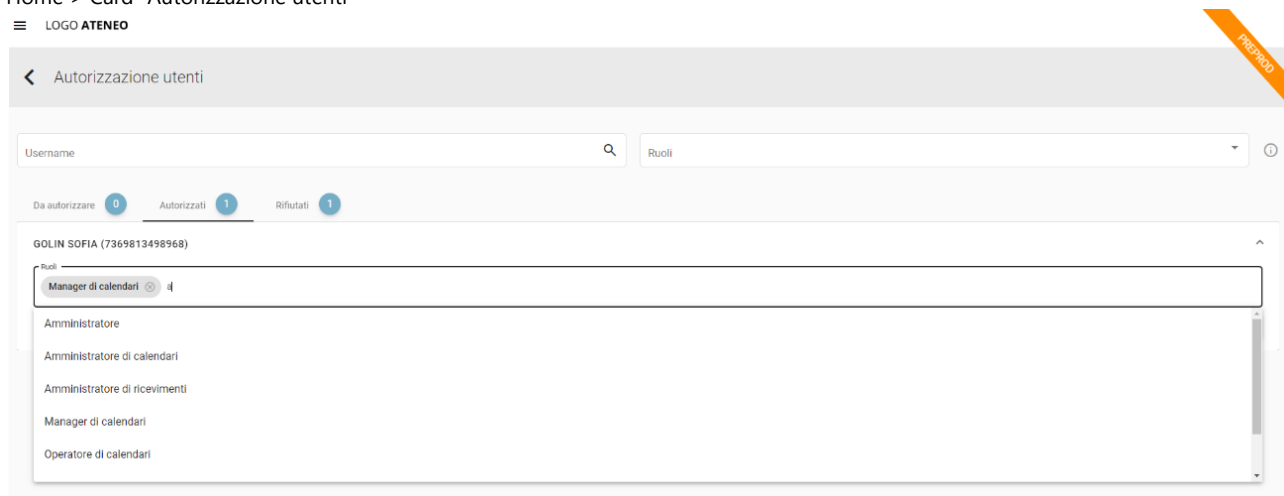 Home > Card "Autorizzazione utenti"
LOGO ATENEO
PREPROD
Autorizzazione utenti
Username
Ruoli
Da autorizzare 0 Autorizzati 1 Rifiutati 1
GOLIN SOFIA (7369813498968)
Ruoli
Manager di calendari a
Amministratore
Amministratore di calendari
Amministratore di ricevimenti
Manager di calendari
Operatore di calendari